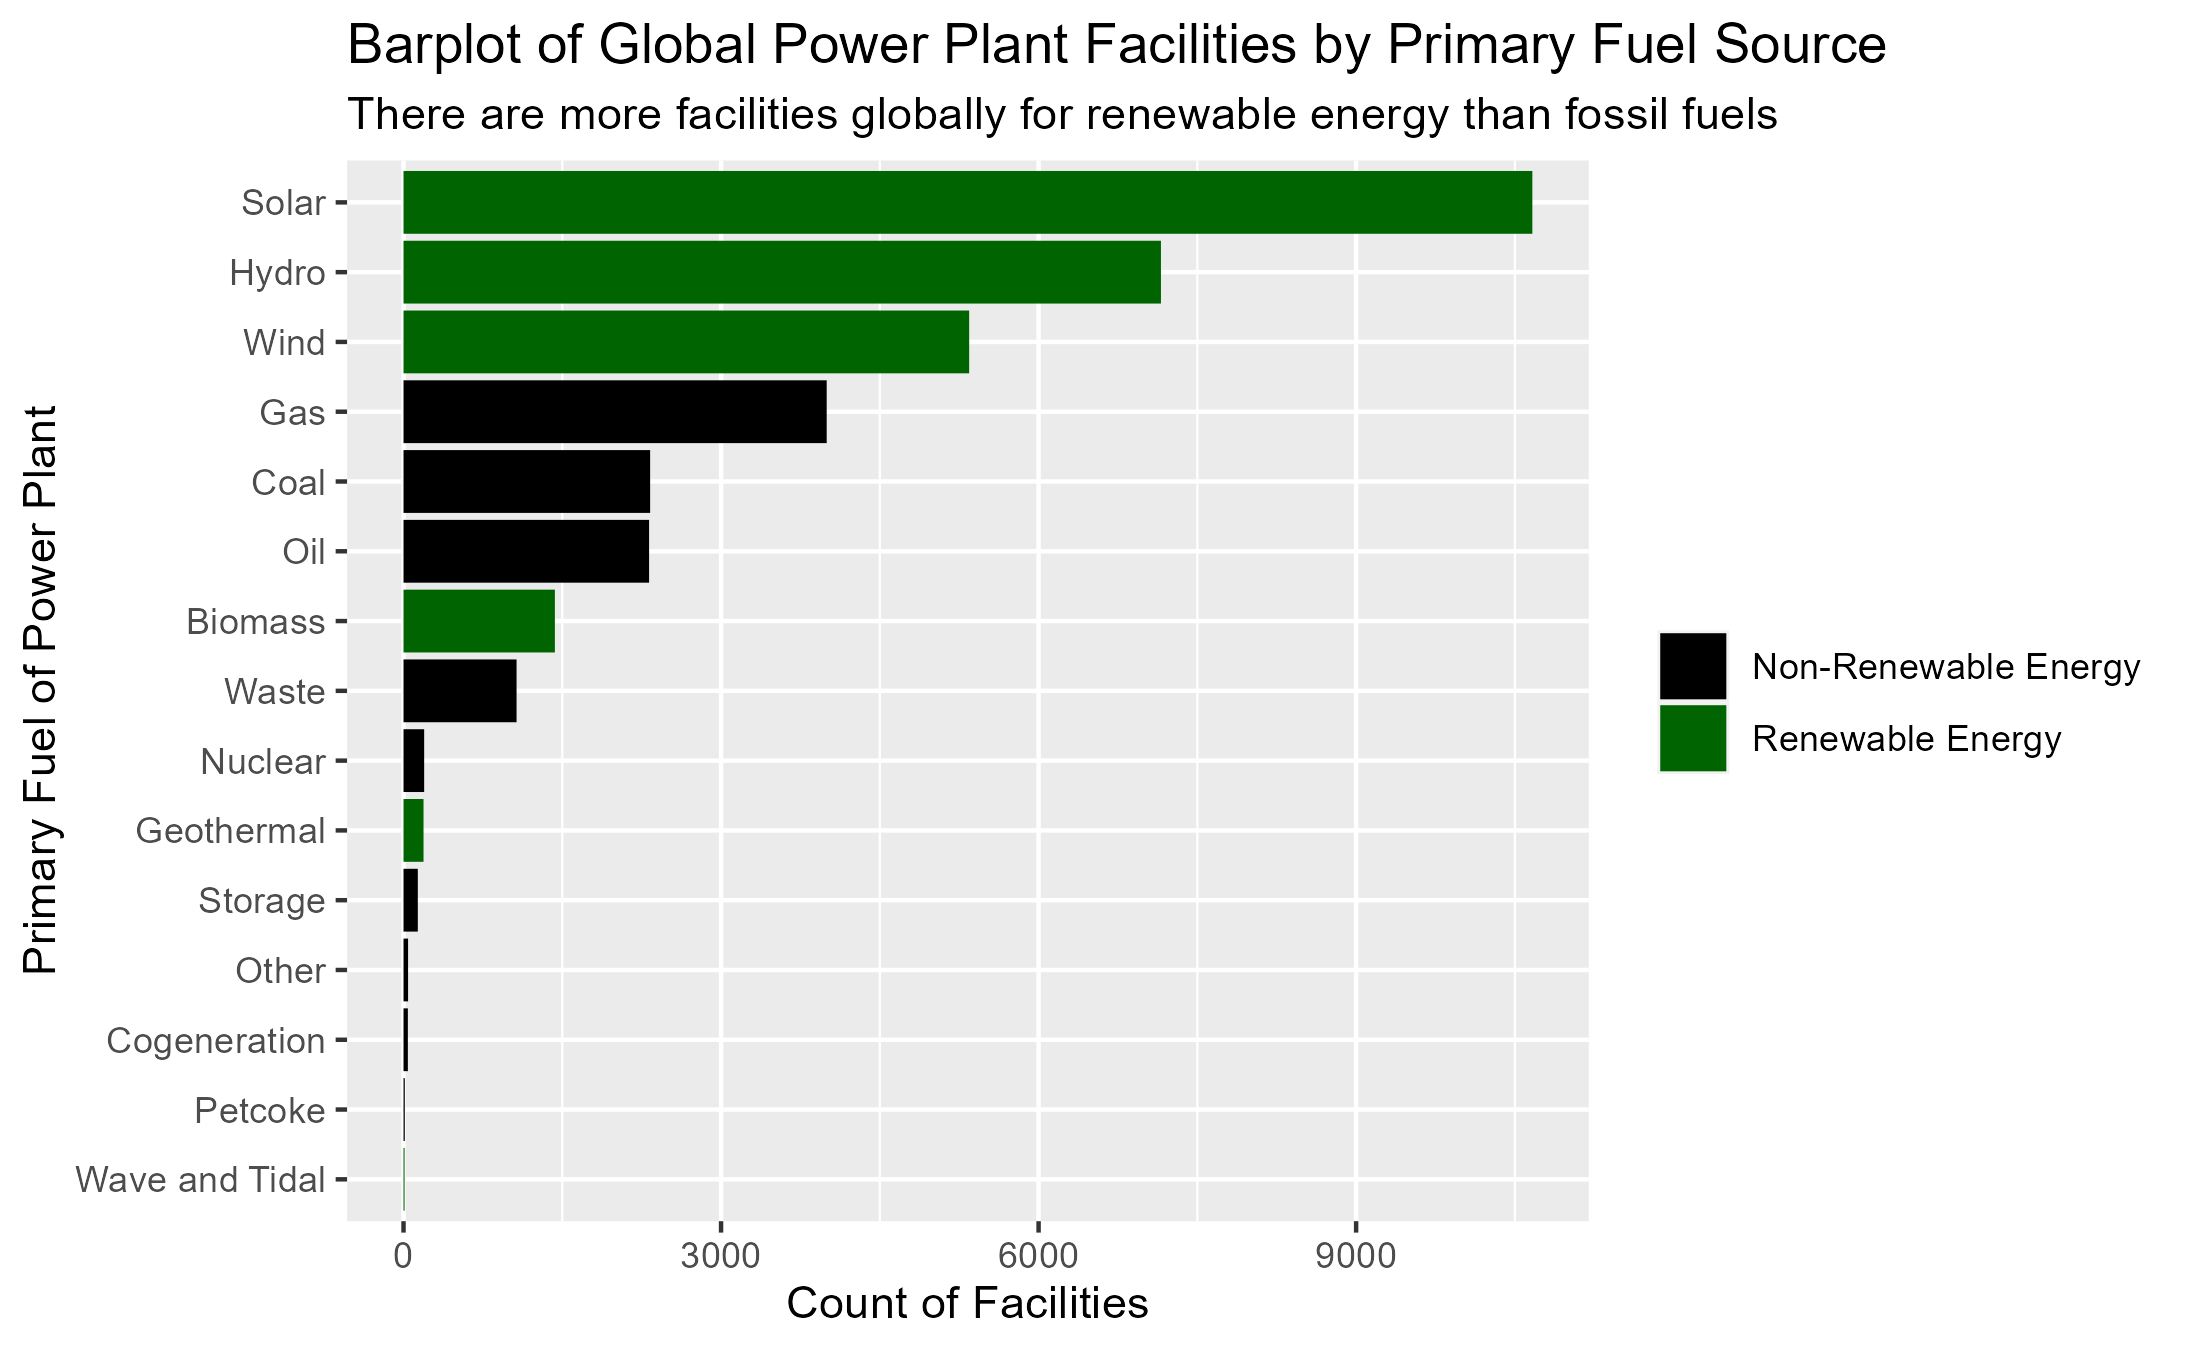 Barplot of Global Power Plant Facilities by Primary Fuel Source
There are more facilities globally for renewable energy than fossil fuels
Primary Fuel of Power Plant
Solar
Hydro
Wind
Gas
Coal
Oil
Biomass
Waste
Nuclear
Geothermal
Storage
Other
Cogeneration
Petcoke
Wave and Tidal
0 3000 6000 9000
Count of Facilities
Non-Renewable Energy
Renewable Energy